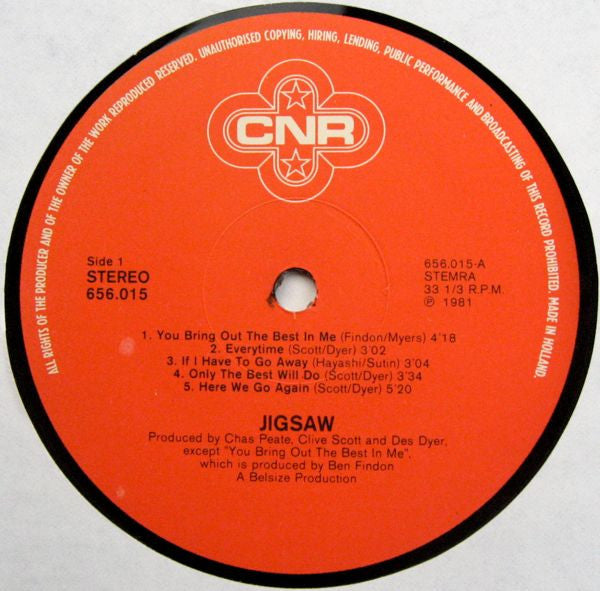 ALL RIGHTS OF THE PRODUCER AND OF THE OWNER OF THE WORK REPRODUCED RESERVED. UNAUTHORISED COPYING, HIRING, LENDING, PUBLIC PERFORMANCE AND BROADCASTING OF THIS RECORD PROHIBITED. MADE IN HOLLAND.
CNR
Side 1
STEREO
656.015
656.015-A
STEMRA
33 1/3 R.P.M.
℗ 1981
1. You Bring Out The Best In Me (Findon/Myers) 4'18
2. Everytime (Scott/Dyer) 3'02
3. If I Have To Go Away (Hayashi/Sutin) 3'04
4. Only The Best Will Do (Scott/Dyer) 3'34
5. Here We Go Again (Scott/Dyer) 5'20
JIGSAW
Produced by Chas Peate, Clive Scott and Des Dyer,
except "You Bring Out The Best In Me",
which is produced by Ben Findon
A Belsize Production